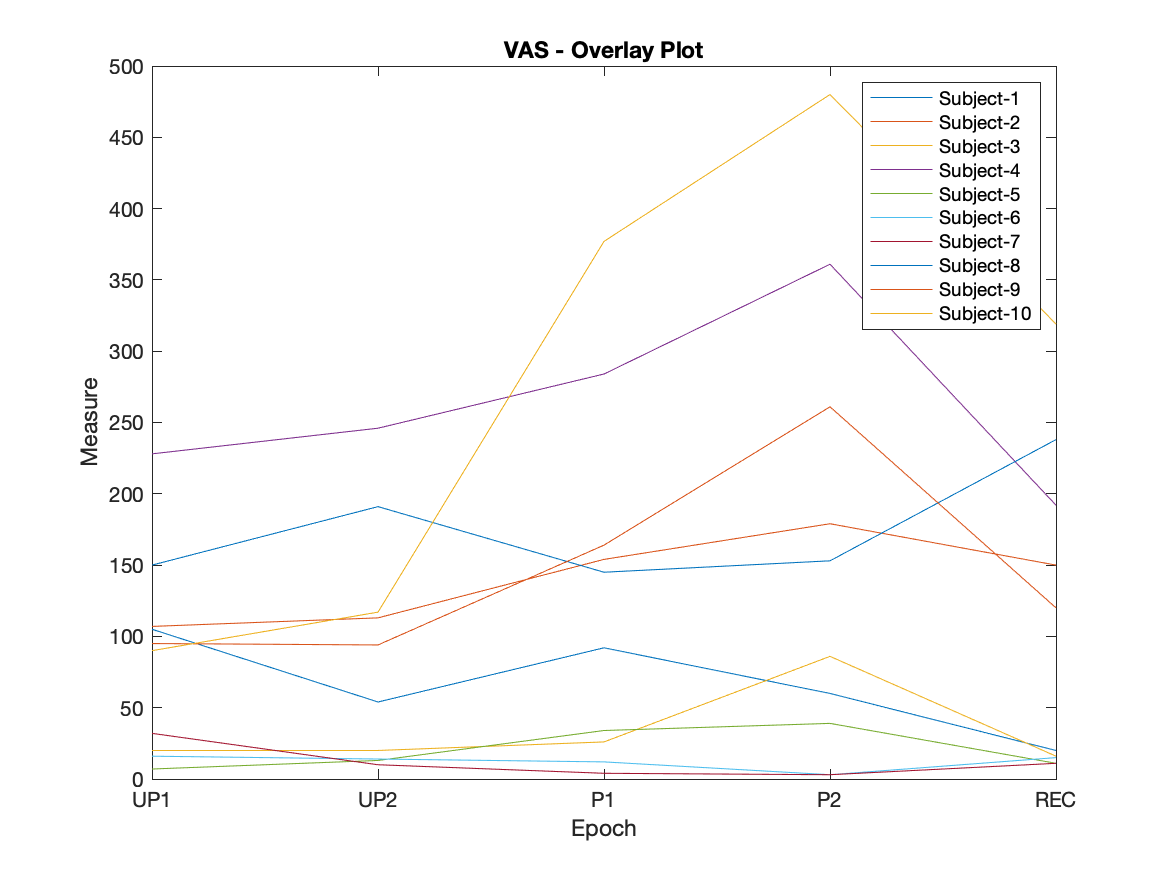 VAS - Overlay Plot
500
450
400
350
300
250
200
150
100
50
0
Measure
Subject-1
Subject-2
Subject-3
Subject-4
Subject-5
Subject-6
Subject-7
Subject-8
Subject-9
Subject-10
UP1 UP2 P1 P2 REC
Epoch